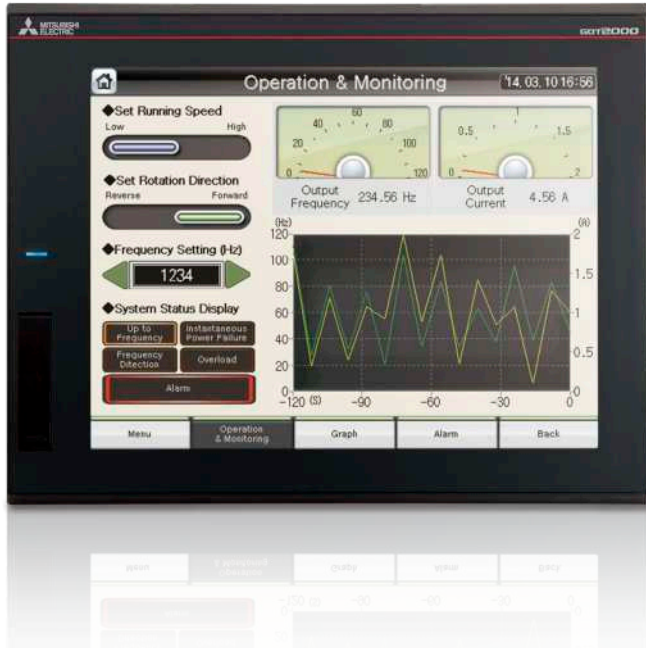 MITSUBISHI
ELECTRIC
GOT2000
Operation & Monitoring
'14. 03. 10 16:56
◆Set Running Speed
Low High
◆Set Rotation Direction
Reverse Forward
◆Frequency Setting (Hz)
1234
◆System Status Display
Up to
Frequency
Instantaneous
Power Failure
Frequency
Ditection
Overload
Alarm
0 20 40 60 80 100 120
Output
Frequency 234.56 Hz
0 0.5 1 1.5 2
Output
Current 4.56 A
(Hz) (A)
120 2
100
80 1.5
60 1
40
20 0.5
0 0
-120 (S) -90 -60 -30 0
Menu
Operation
& Monitoring
Graph
Alarm
Back